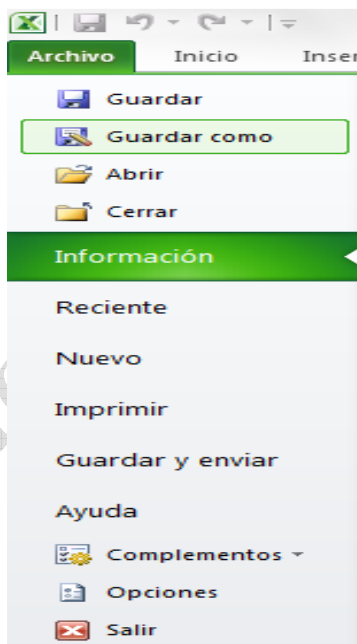 Archivo Inicio Inser
Guardar
Guardar como
Abrir
Cerrar
Información
Reciente
Nuevo
Imprimir
Guardar y enviar
Ayuda
Complementos
Opciones
Salir